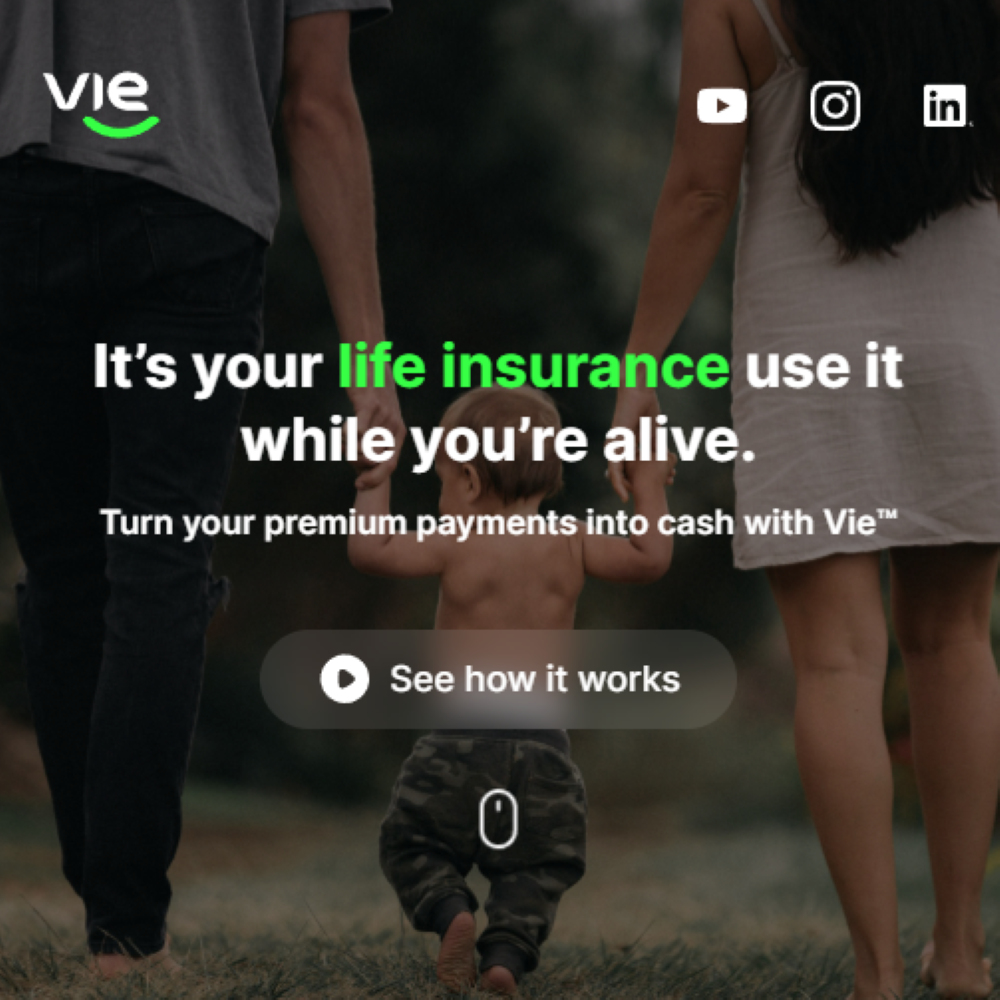 vie
in
It’s your life insurance use it
while you’re alive.
Turn your premium payments into cash with Vie™
See how it works